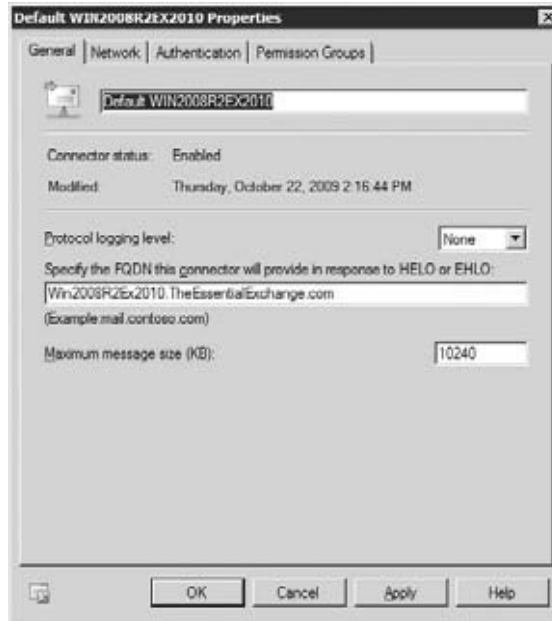 Default WIN2008R2EX2010 Properties
General Network Authentication Permission Groups
Default WIN2008R2EX2010
Connector status: Enabled
Modified: Thursday, October 22, 2009 2:16:44 PM
Protocol logging level: None
Specify the FQDN this connector will provide in response to HELO or EHLO:
Win2008R2Ex2010.TheEssentialExchange.com
(Example:mail.contoso.com)
Maximum message size (KB): 10240
OK Cancel Apply Help